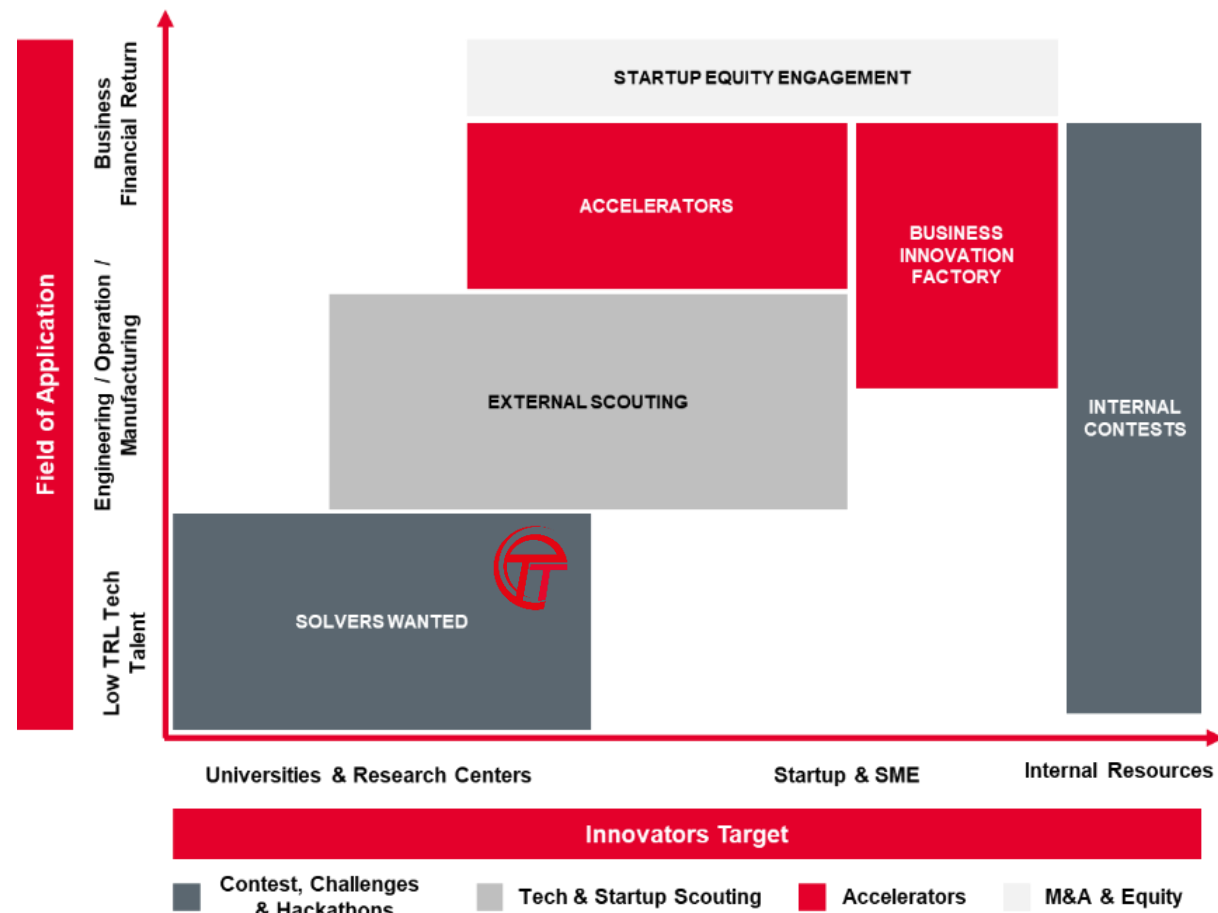 STARTUP EQUITY ENGAGEMENT
ACCELERATORS
BUSINESS
INNOVATION
FACTORY
EXTERNAL SCOUTING
INTERNAL
CONTESTS
SOLVERS WANTED
TT
Field of Application
Business
Financial Return
Engineering / Operation /
Manufacturing
Low TRL Tech
Talent
Universities & Research Centers
Startup & SME
Internal Resources
Innovators Target
Contest, Challenges
& Hackathons
Tech & Startup Scouting
Accelerators
M&A & Equity